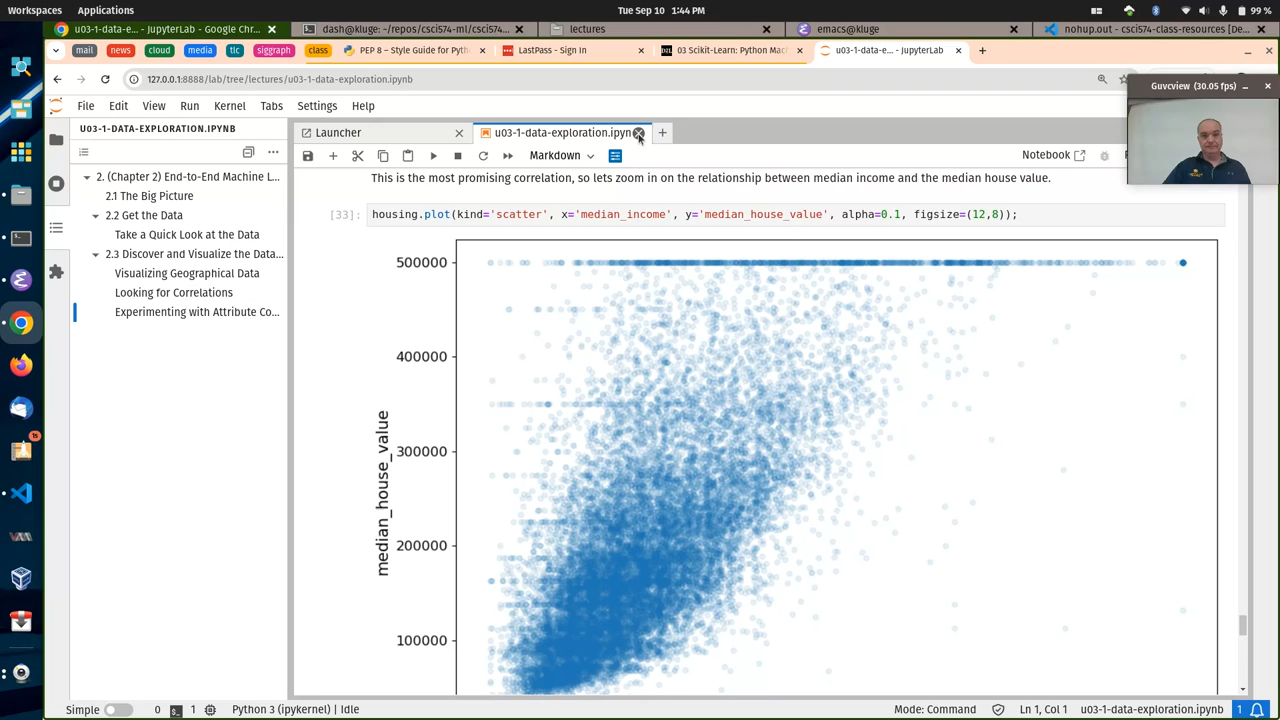 Workspaces
Applications
Tue Sep 10 1:44 PM
99 %
u03-1-data-exploration.ipynb - JupyterLab - Google Chr...
dash@kluge: ~/repos/csci574-ml/csci574-cl...
lectures
emacs@kluge
nohup.out - csci574-class-resources [De...
mail
news
cloud
media
tlc
siggraph
class
PEP 8 – Style Guide for Pyth
LastPass - Sign In
03 Scikit-Learn: Python Mac
u03-1-data-e... - JupyterLab
127.0.0.1:8888/lab/tree/lectures/u03-1-data-exploration.ipynb
Guvcview (30.05 fps)
File
Edit
View
Run
Kernel
Tabs
Settings
Help
U03-1-DATA-EXPLORATION.IPYNB
Launcher
u03-1-data-exploration.ipyn
Markdown
Notebook
2. (Chapter 2) End-to-End Machine L...
2.1 The Big Picture
2.2 Get the Data
Take a Quick Look at the Data
2.3 Discover and Visualize the Data...
Visualizing Geographical Data
Looking for Correlations
Experimenting with Attribute Co...
This is the most promising correlation, so lets zoom in on the relationship between median income and the median house value.
[33]:
housing.plot(kind='scatter', x='median_income', y='median_house_value', alpha=0.1, figsize=(12,8));
500000
400000
300000
200000
100000
median_house_value
15
Simple
0
1
Python 3 (ipykernel) | Idle
Mode: Command
Ln 1, Col 1
u03-1-data-exploration.ipynb
1